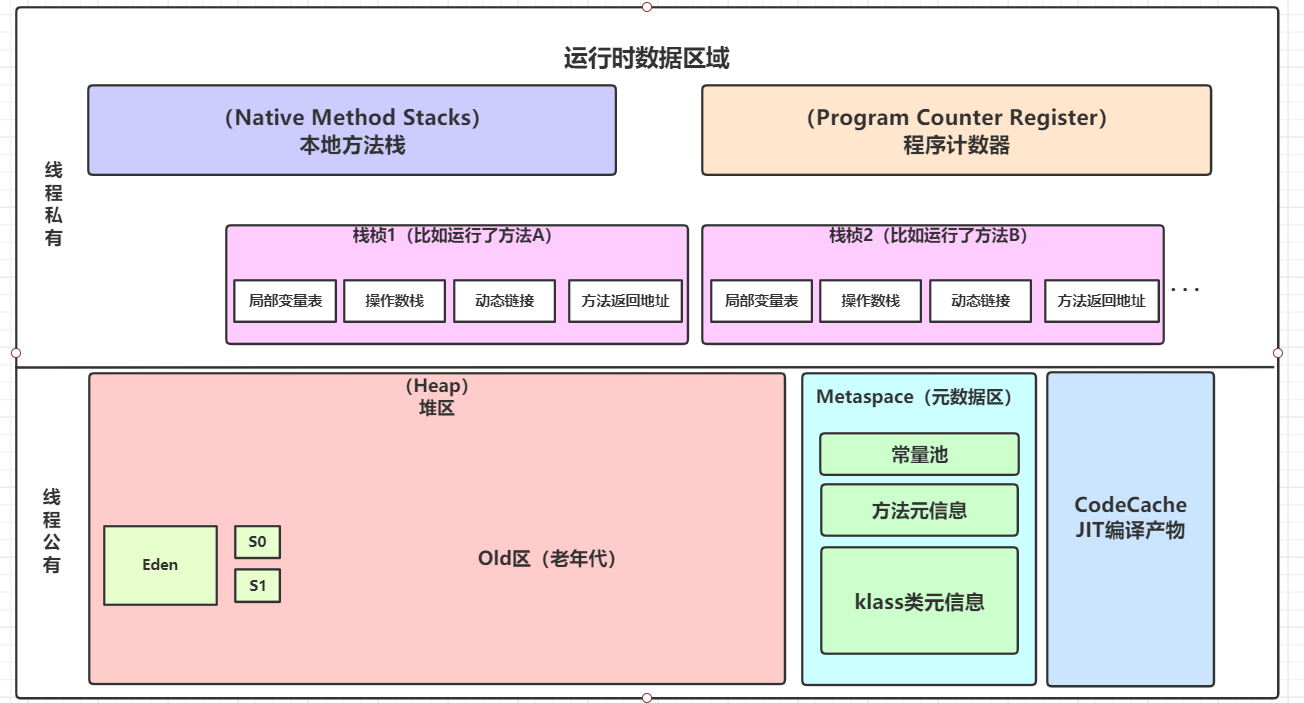 运行时数据区域
（Native Method Stacks）
本地方法栈
（Program Counter Register）
程序计数器
线程私有
栈桢1（比如运行了方法A）
局部变量表
操作数栈
动态链接
方法返回地址
栈桢2（比如运行了方法B）
局部变量表
操作数栈
动态链接
方法返回地址
...
线程公有
（Heap）
堆区
Eden
S0
S1
Old区（老年代）
Metaspace（元数据区）
常量池
方法元信息
klass类元信息
CodeCache
JIT编译产物